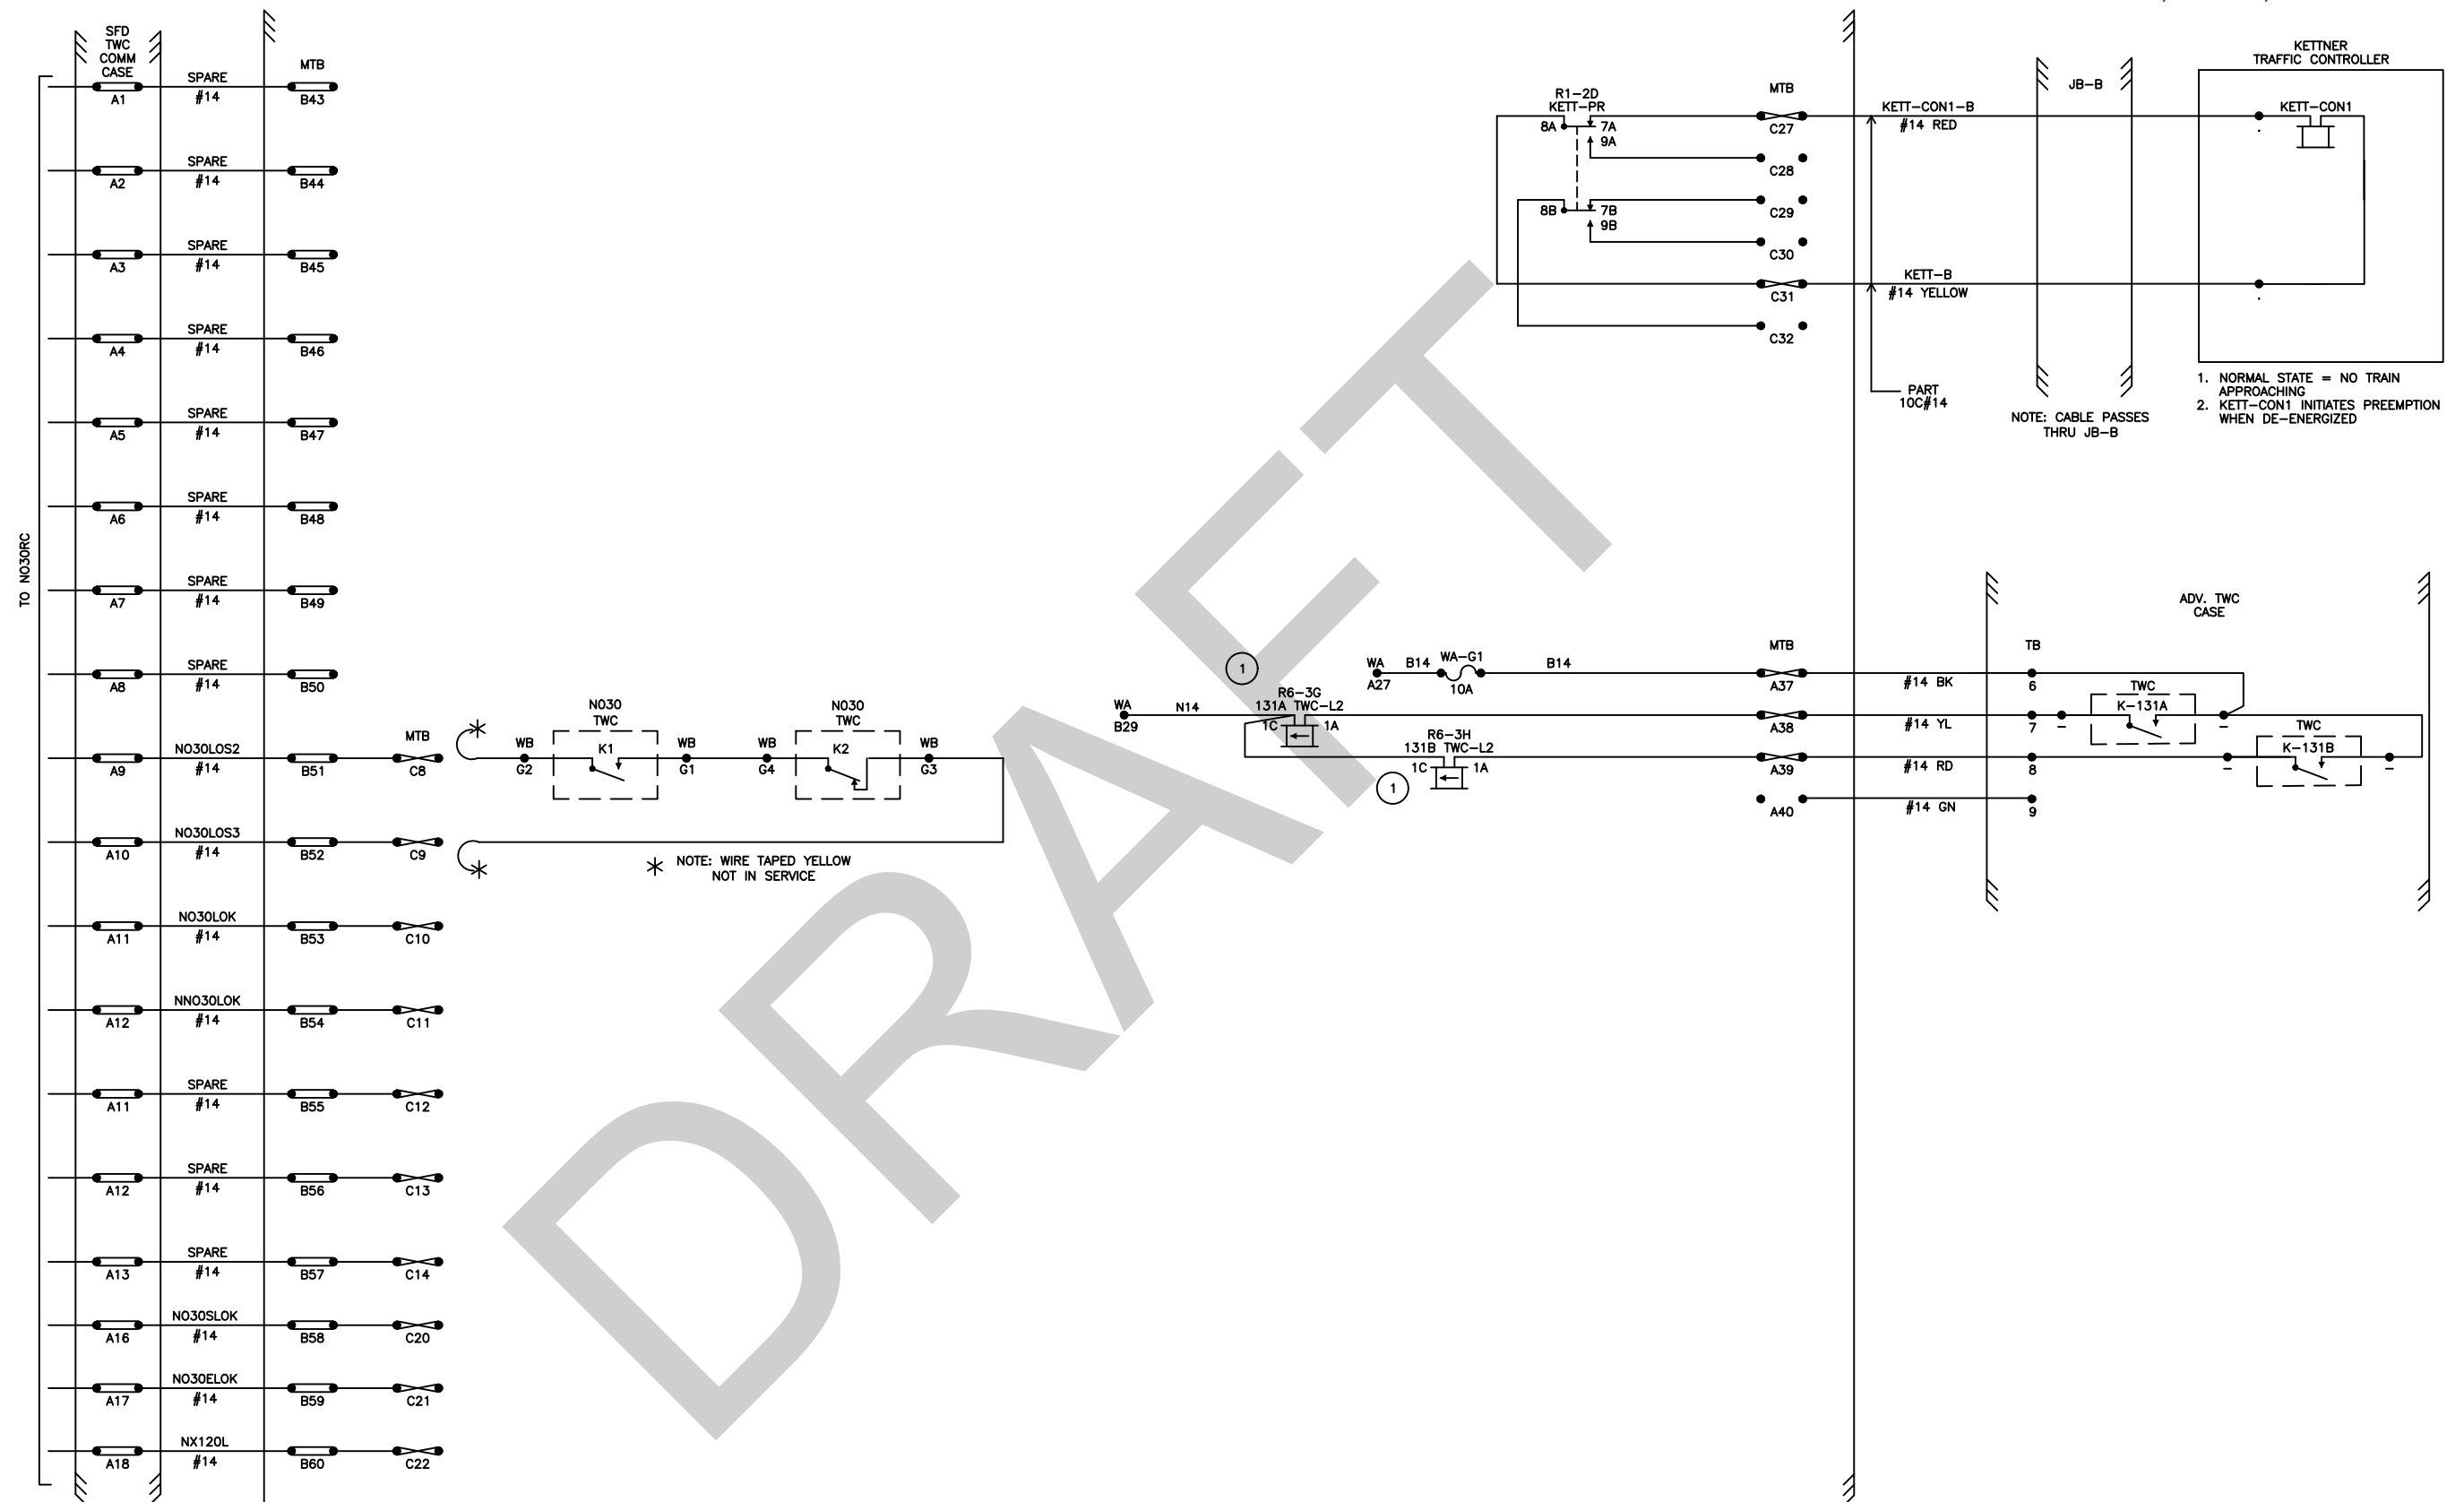 SFD
TWC
COMM
CASE
MTB
TO NO30RC
SPARE
A1
#14
B43
SPARE
A2
#14
B44
SPARE
A3
#14
B45
SPARE
A4
#14
B46
SPARE
A5
#14
B47
SPARE
A6
#14
B48
SPARE
A7
#14
B49
SPARE
A8
#14
B50
MTB
NO30LOS2
A9
#14
B51
C8
NO30LOS3
A10
#14
B52
C9
NO30LOK
A11
#14
B53
C10
NNO30LOK
A12
#14
B54
C11
SPARE
A11
#14
B55
C12
SPARE
A12
#14
B56
C13
SPARE
A13
#14
B57
C14
NO30SLOK
A16
#14
B58
C20
NO30ELOK
A17
#14
B59
C21
NX120L
A18
#14
B60
C22
NO30
TWC
WB
G2
K1
WB
G1
NO30
TWC
WB
G4
K2
WB
G3
* NOTE: WIRE TAPED YELLOW
NOT IN SERVICE
DRAFT
R1-2D
KETT-PR
8A
7A
9A
8B
7B
9B
MTB
C27
C28
C29
C30
C31
C32
KETT-CON1-B
#14 RED
KETT-B
#14 YELLOW
PART
10C#14
JB-B
NOTE: CABLE PASSES
THRU JB-B
KETTNER
TRAFFIC CONTROLLER
KETT-CON1
1. NORMAL STATE = NO TRAIN
APPROACHING
2. KETT-CON1 INITIATES PREEMPTION
WHEN DE-ENERGIZED
1
WA
A27
B14
WA-G1
10A
B14
WA
B29
N14
R6-3G
131A TWC-L2
1C
1A
R6-3H
131B TWC-L2
1C
1A
1
MTB
A37
A38
A39
A40
#14 BK
#14 YL
#14 RD
#14 GN
ADV. TWC
CASE
TB
6
7
8
9
TWC
K-131A
TWC
K-131B